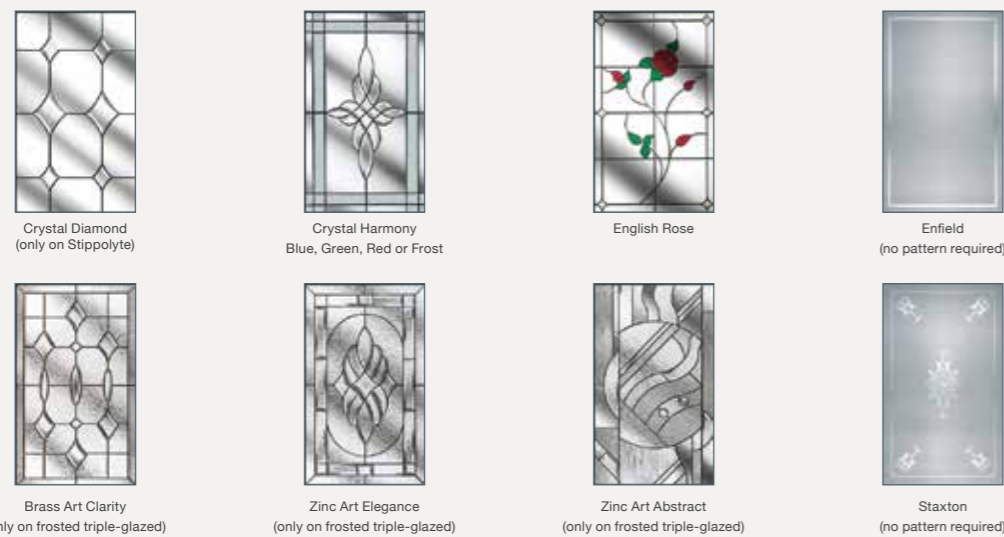 Crystal Diamond
(only on Stippolyte)
Crystal Harmony
Blue, Green, Red or Frost
English Rose
Enfield
(no pattern required)
Brass Art Clarity
only on frosted triple-glazed)
Zinc Art Elegance
(only on frosted triple-glazed)
Zinc Art Abstract
(only on frosted triple-glazed)
Staxton
(no pattern required)